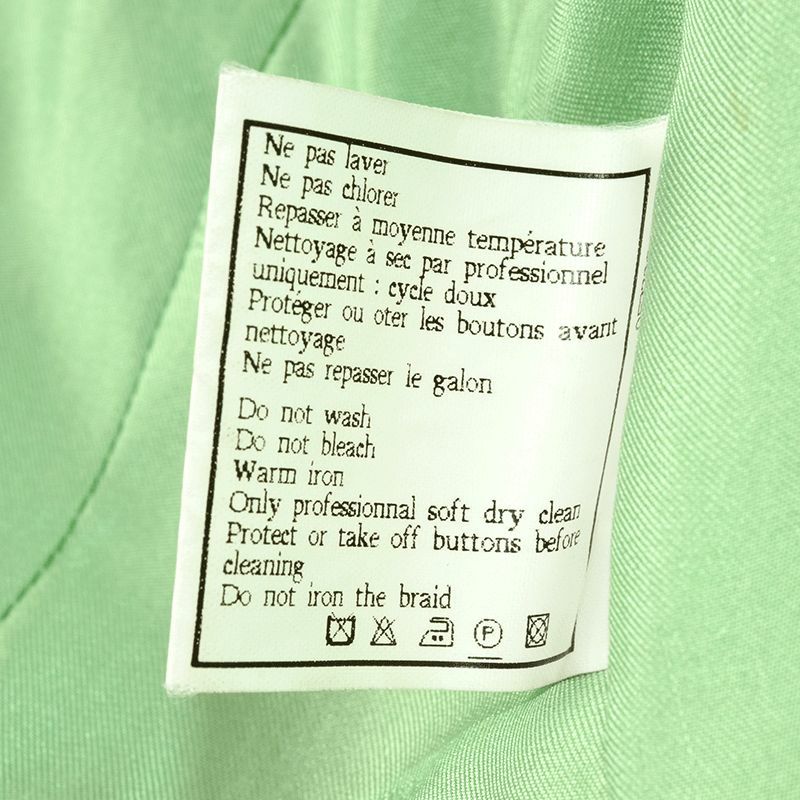 Ne pas laver
Ne pas chlorer
Repasser à moyenne température
Nettoyage à sec par professionnel
uniquement : cycle doux
Protéger ou oter les boutons avant
nettoyage
Ne pas repasser le galon
Do not wash
Do not bleach
Warm iron
Only professionnal soft dry clean
Protect or take off buttons before
cleaning
Do not iron the braid
P